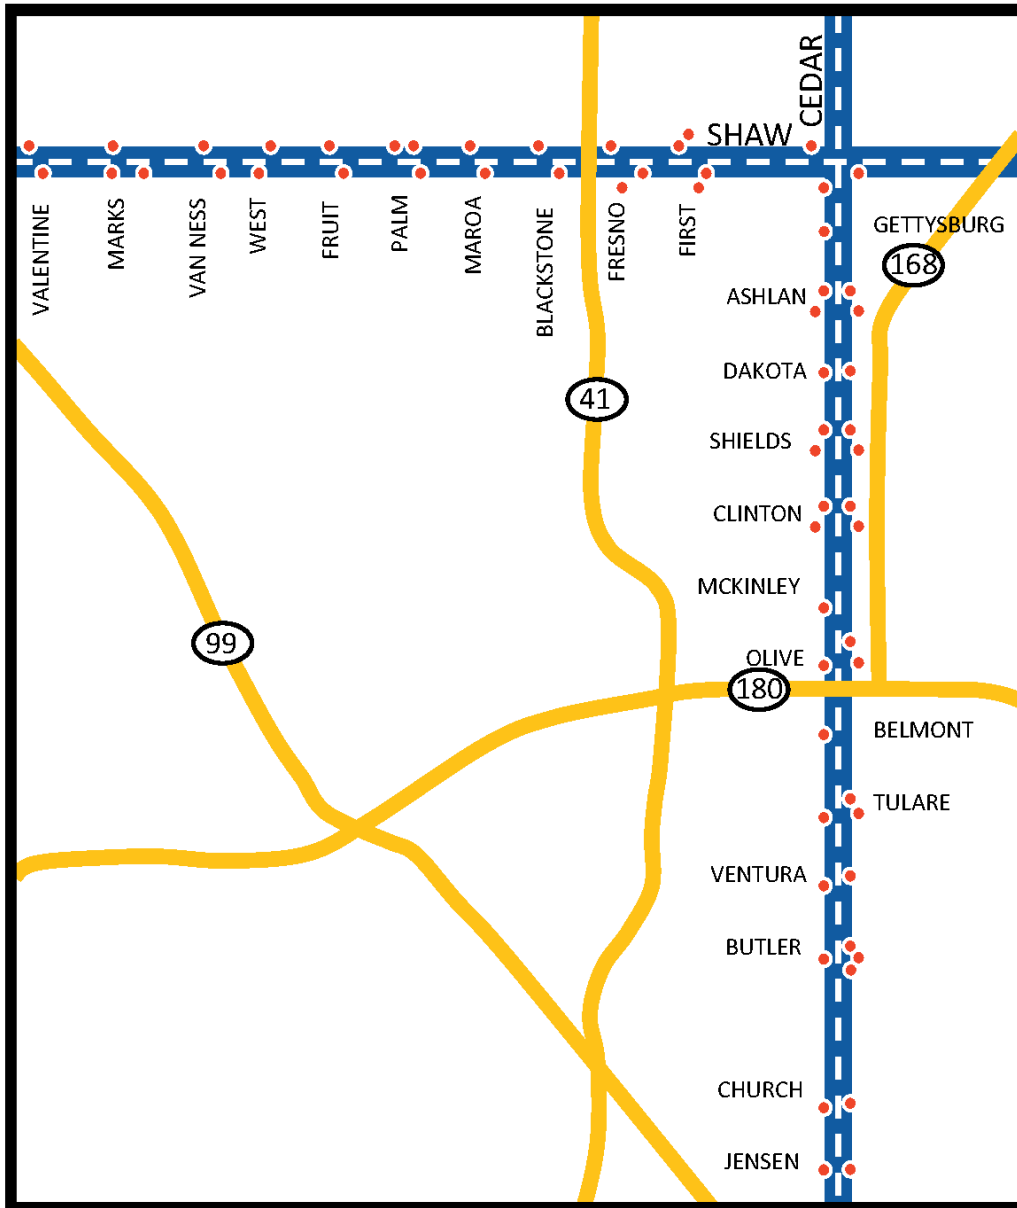 CEDAR
SHAW
VALENTINE
MARKS
VAN NESS
WEST
FRUIT
PALM
MAROA
BLACKSTONE
FRESNO
FIRST
GETTYSBURG
168
ASHLAN
DAKOTA
41
SHIELDS
CLINTON
MCKINLEY
99
OLIVE
180
BELMONT
TULARE
VENTURA
BUTLER
CHURCH
JENSEN